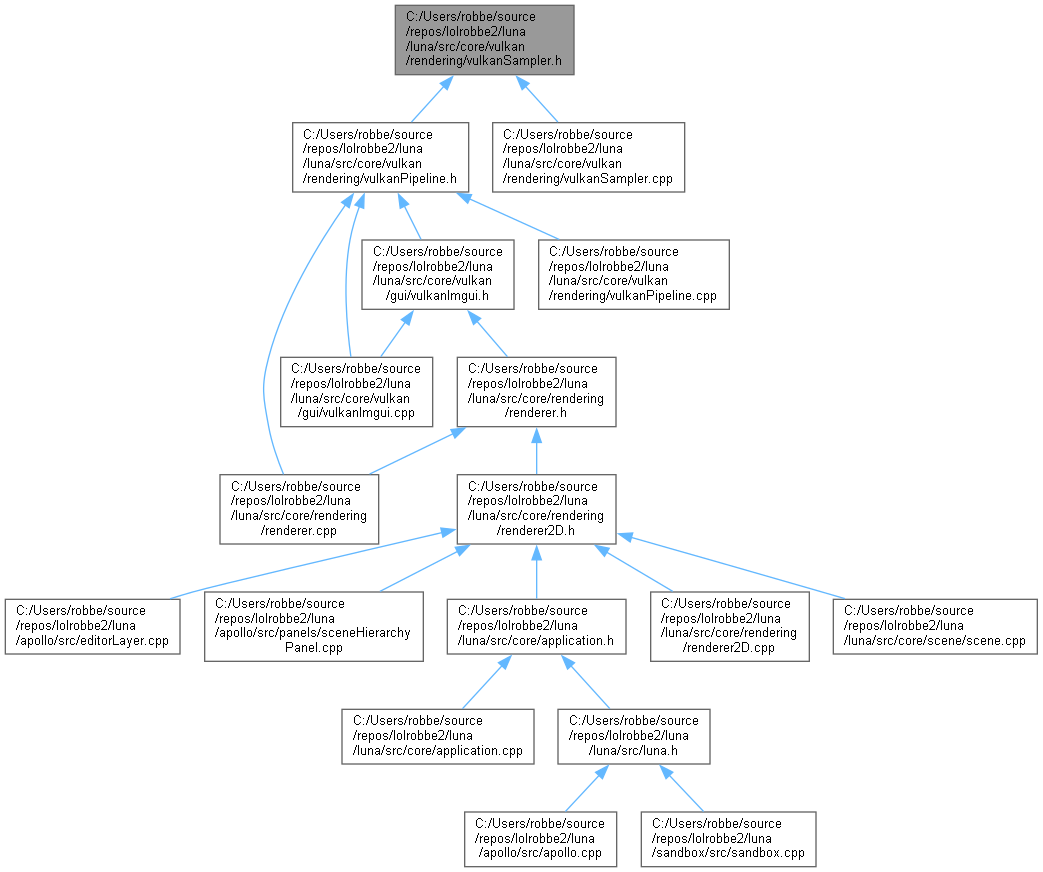 C:/Users/robbe/source
/repos/lolrobbe2/luna
/luna/src/core/vulkan
/rendering/vulkanSampler.h
C:/Users/robbe/source
/repos/lolrobbe2/luna
/luna/src/core/vulkan
/rendering/vulkanPipeline.h
C:/Users/robbe/source
/repos/lolrobbe2/luna
/luna/src/core/vulkan
/rendering/vulkanSampler.cpp
C:/Users/robbe/source
/repos/lolrobbe2/luna
/luna/src/core/vulkan
/gui/vulkanImgui.h
C:/Users/robbe/source
/repos/lolrobbe2/luna
/luna/src/core/vulkan
/rendering/vulkanPipeline.cpp
C:/Users/robbe/source
/repos/lolrobbe2/luna
/luna/src/core/vulkan
/gui/vulkanImgui.cpp
C:/Users/robbe/source
/repos/lolrobbe2/luna
/luna/src/core/rendering
/renderer.h
C:/Users/robbe/source
/repos/lolrobbe2/luna
/luna/src/core/rendering
/renderer.cpp
C:/Users/robbe/source
/repos/lolrobbe2/luna
/luna/src/core/rendering
/renderer2D.h
C:/Users/robbe/source
/repos/lolrobbe2/luna
/apollo/src/editorLayer.cpp
C:/Users/robbe/source
/repos/lolrobbe2/luna
/apollo/src/panels/sceneHierarchy
Panel.cpp
C:/Users/robbe/source
/repos/lolrobbe2/luna
/luna/src/core/application.h
C:/Users/robbe/source
/repos/lolrobbe2/luna
/luna/src/core/rendering
/renderer2D.cpp
C:/Users/robbe/source
/repos/lolrobbe2/luna
/luna/src/core/scene/scene.cpp
C:/Users/robbe/source
/repos/lolrobbe2/luna
/luna/src/core/application.cpp
C:/Users/robbe/source
/repos/lolrobbe2/luna
/luna/src/luna.h
C:/Users/robbe/source
/repos/lolrobbe2/luna
/apollo/src/apollo.cpp
C:/Users/robbe/source
/repos/lolrobbe2/luna
/sandbox/src/sandbox.cpp